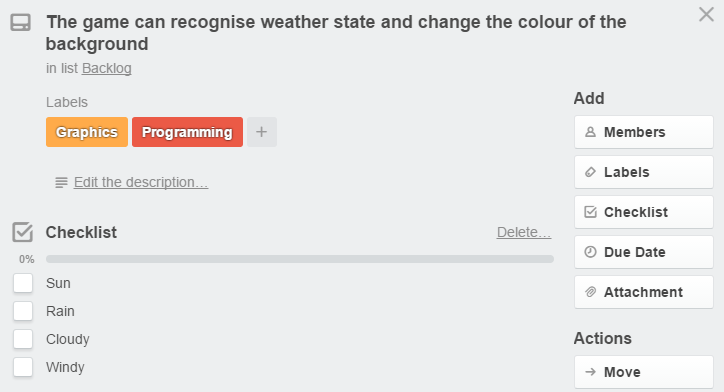 The game can recognise weather state and change the colour of the
background
in list Backlog
Labels
Graphics Programming +
Edit the description…
Checklist Delete…
0%
Sun
Rain
Cloudy
Windy
Add
Members
Labels
Checklist
Due Date
Attachment
Actions
Move